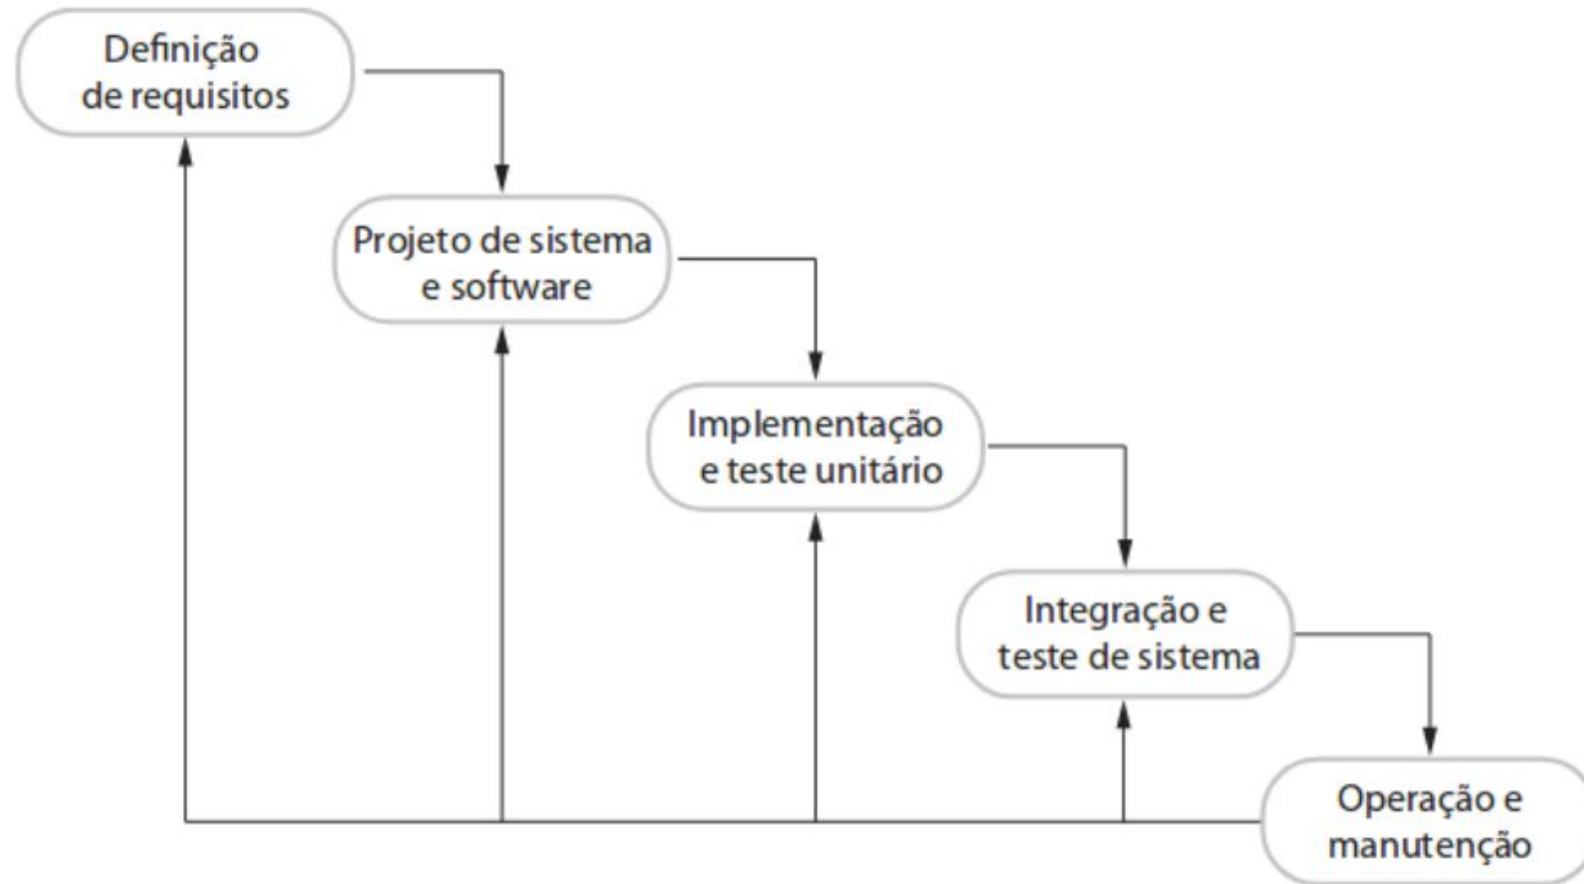 Definição
de requisitos
Projeto de sistema
e software
Implementação
e teste unitário
Integração e
teste de sistema
Operação e
manutenção